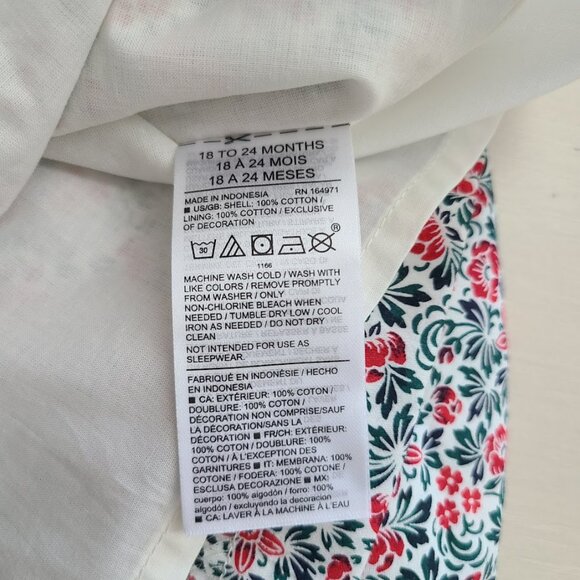 18 TO 24 MONTHS
18 À 24 MOIS
18 A 24 MESES
MADE IN INDONESIA RN 164971
■ US/GB: SHELL: 100% COTTON /
LINING: 100% COTTON / EXCLUSIVE
OF DECORATION
30 ®
1166
MACHINE WASH COLD / WASH WITH
LIKE COLORS / REMOVE PROMPTLY
FROM WASHER / ONLY
NON-CHLORINE BLEACH WHEN
NEEDED / TUMBLE DRY LOW / COOL
IRON AS NEEDED / DO NOT DRY
CLEAN
NOT INTENDED FOR USE AS
SLEEPWEAR.
FABRIQUÉ EN INDONÉSIE / HECHO
EN INDONESIA
■ CA: EXTÉRIEUR: 100% COTON /
DOUBLURE: 100% COTON /
DÉCORATION NON COMPRISE/SAUF
LA DÉCORATION/SANS LA
DÉCORATION ■ FR/CH: EXTÉRIEUR:
100% COTON / DOUBLURE: 100%
COTON / À L'EXCEPTION DES
GARNITURES ■ IT: MEMBRANA: 100%
COTONE / FODERA: 100% COTONE /
ESCLUSA DECORAZIONE ■ MX:
cuerpo: 100% algodón / forro: 100%
algodón / excluyendo la decoracion
■ CA: LAVER À LA MACHINE À L'EAU